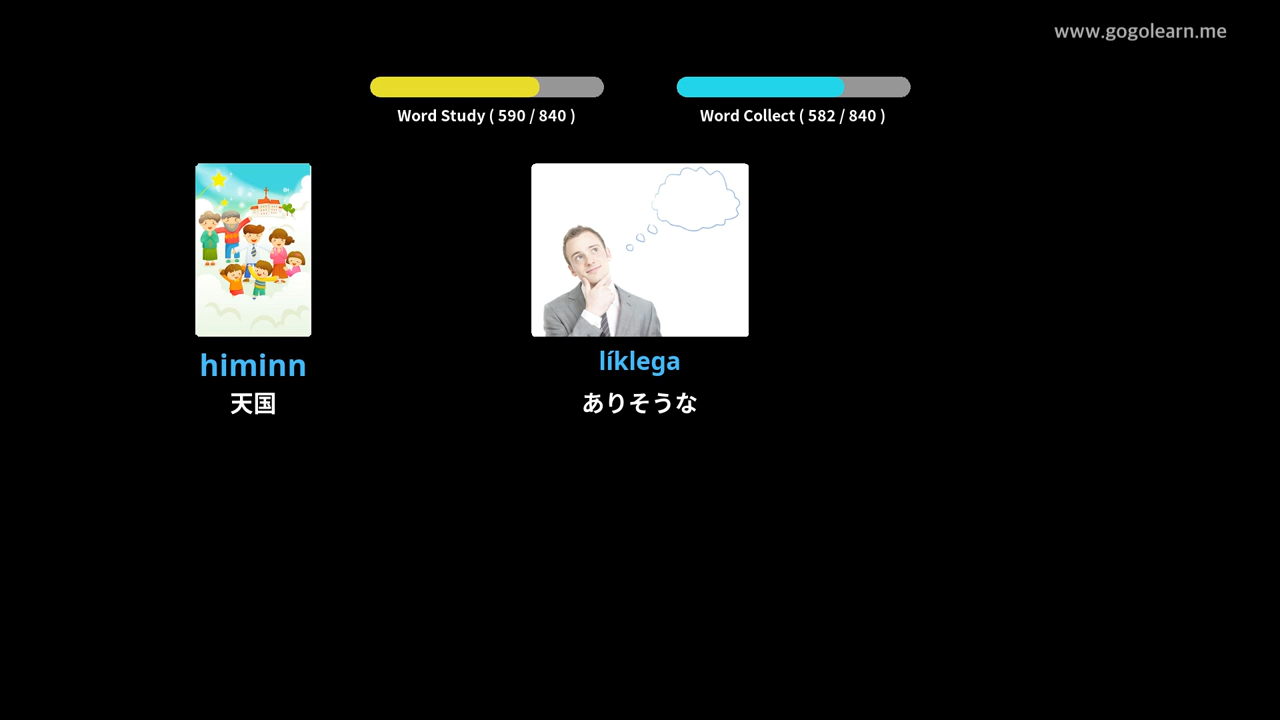 www.gogolearn.me
Word Study ( 590 / 840 )
Word Collect ( 582 / 840 )
himinn
天国
líklega
ありそうな